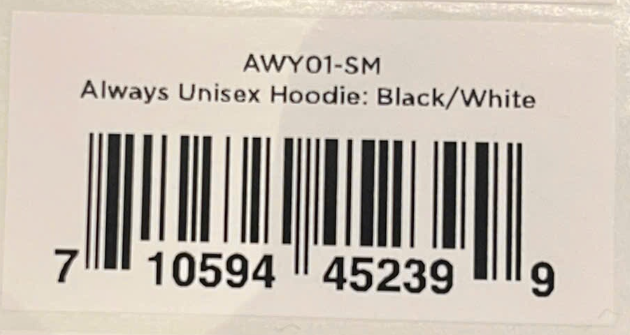 AWY01-SM
Always Unisex Hoodie: Black/White
7 10594 45239 9